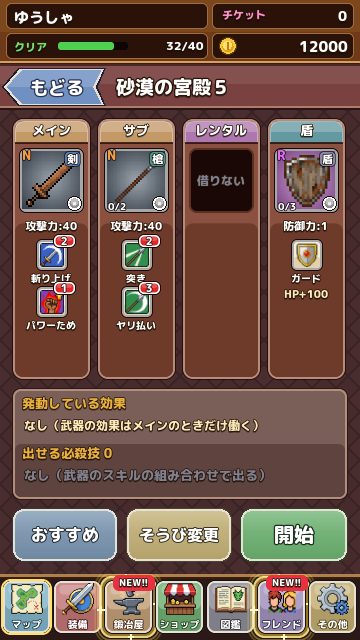 ゆうしゃ
チケット 0
クリア 32/40
12000
もどる
砂漠の宮殿5
メイン サブ レンタル 盾
N 剣
N 槍
0/2
借りない
R 盾
0/3
攻撃力:40 攻撃力:40 防御力:1
2 2
斬り上げ 突き ガード
HP+100
1 3
パワーため ヤリ払い
発動している効果
なし（武器の効果はメインのときだけ働く）
出せる必殺技 0
なし（武器のスキルの組み合わせで出る）
おすすめ そうび変更 開始
NEW!! NEW!!
マップ 装備 鍛冶屋 ショップ 図鑑 フレンド その他